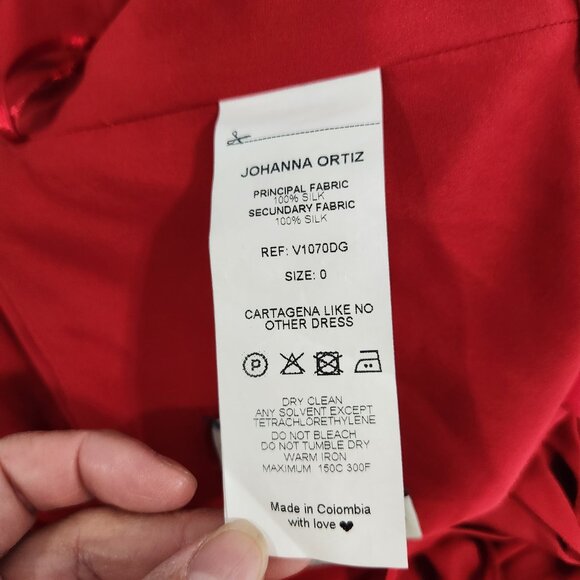 JOHANNA ORTIZ
PRINCIPAL FABRIC
100% SILK
SECUNDARY FABRIC
100% SILK
REF: V1070DG
SIZE: 0
CARTAGENA LIKE NO
OTHER DRESS
P
DRY CLEAN
ANY SOLVENT EXCEPT
TETRACHLORETHYLENE
DO NOT BLEACH
DO NOT TUMBLE DRY
WARM IRON
MAXIMUM 150C 300F
Made in Colombia
with love ♥